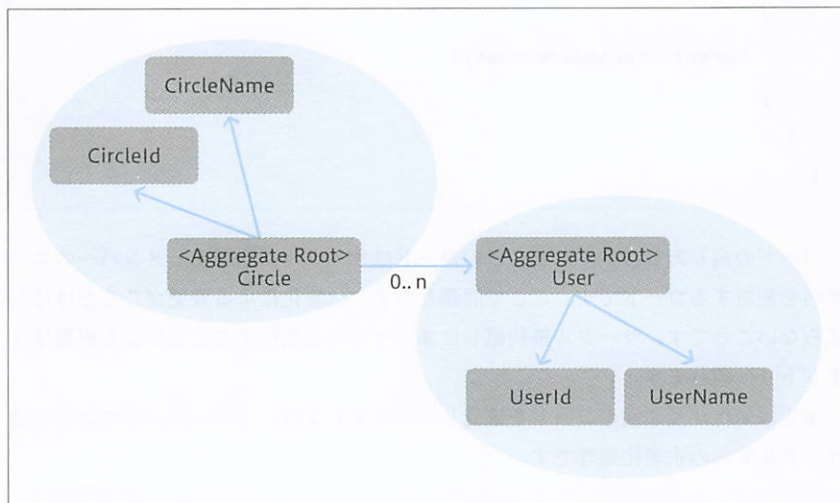 CircleName
CircleId
<Aggregate Root>
Circle
0..n
<Aggregate Root>
User
UserId
UserName